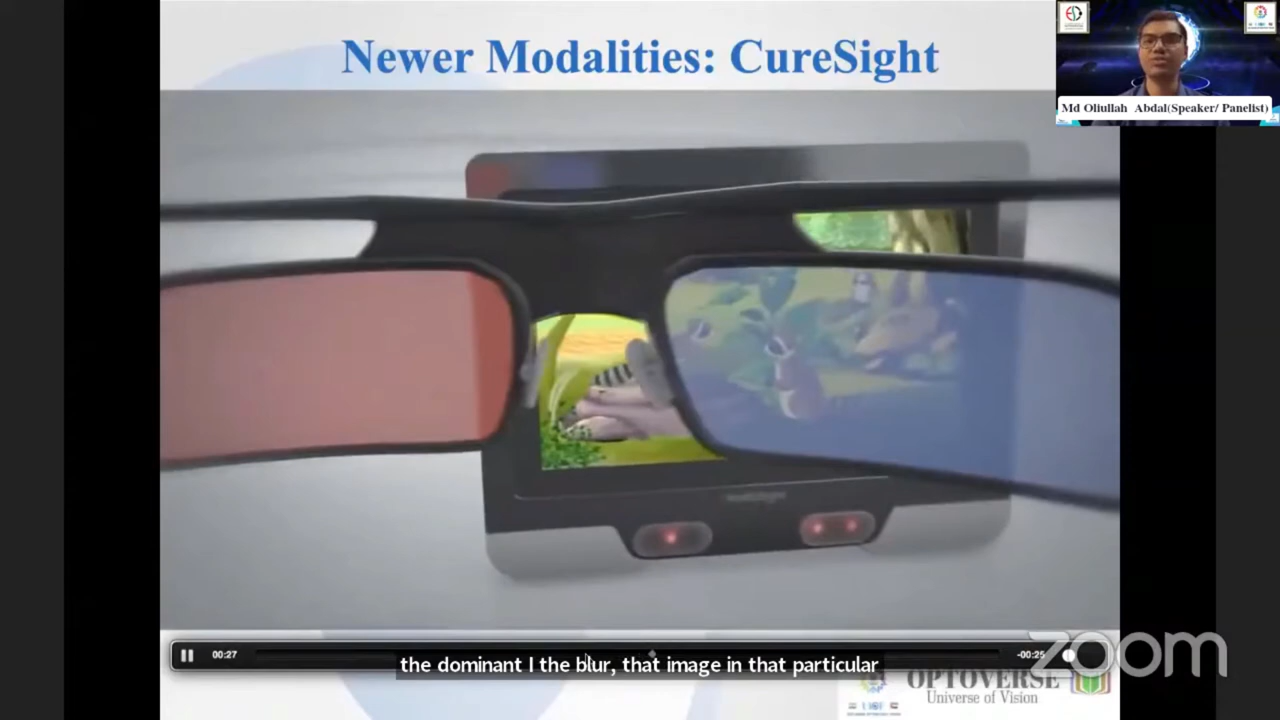 Newer Modalities: CureSight
Md Oliullah Abdal(Speaker/ Panelist)
00:27
-00:25
the dominant I the blur, that image in that particular
zoom
OPTOVERSE
Universe of Vision